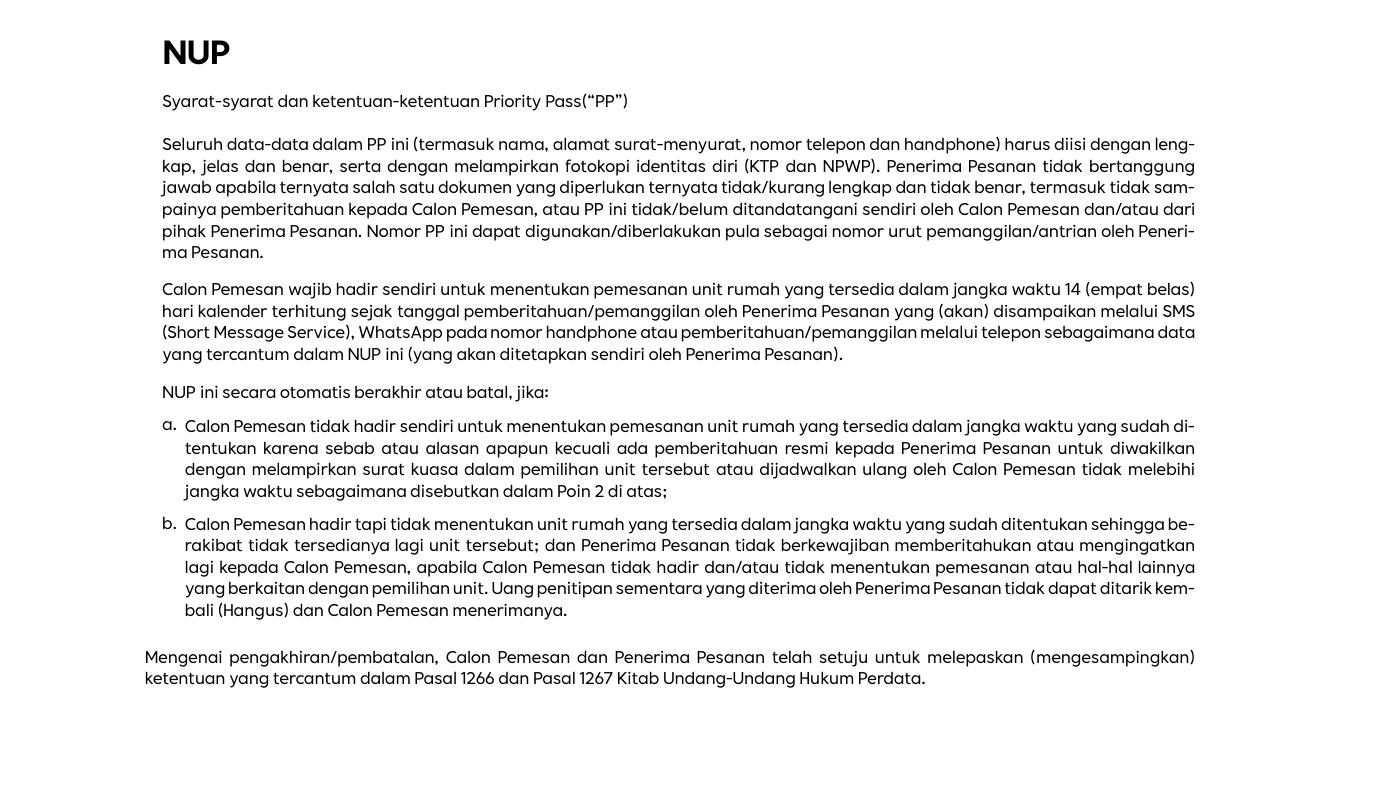 NUP
Syarat-syarat dan ketentuan-ketentuan Priority Pass(“PP”)
Seluruh data-data dalam PP ini (termasuk nama, alamat surat-menyurat, nomor telepon dan handphone) harus diisi dengan leng-
kap, jelas dan benar, serta dengan melampirkan fotokopi identitas diri (KTP dan NPWP). Penerima Pesanan tidak bertanggung
jawab apabila ternyata salah satu dokumen yang diperlukan ternyata tidak/kurang lengkap dan tidak benar, termasuk tidak sam-
painya pemberitahuan kepada Calon Pemesan, atau PP ini tidak/belum ditandatangani sendiri oleh Calon Pemesan dan/atau dari
pihak Penerima Pesanan. Nomor PP ini dapat digunakan/diberlakukan pula sebagai nomor urut pemanggilan/antrian oleh Peneri-
ma Pesanan.
Calon Pemesan wajib hadir sendiri untuk menentukan pemesanan unit rumah yang tersedia dalam jangka waktu 14 (empat belas)
hari kalender terhitung sejak tanggal pemberitahuan/pemanggilan oleh Penerima Pesanan yang (akan) disampaikan melalui SMS
(Short Message Service), WhatsApp pada nomor handphone atau pemberitahuan/pemanggilan melalui telepon sebagaimana data
yang tercantum dalam NUP ini (yang akan ditetapkan sendiri oleh Penerima Pesanan).
NUP ini secara otomatis berakhir atau batal, jika:
a. Calon Pemesan tidak hadir sendiri untuk menentukan pemesanan unit rumah yang tersedia dalam jangka waktu yang sudah di-
tentukan karena sebab atau alasan apapun kecuali ada pemberitahuan resmi kepada Penerima Pesanan untuk diwakilkan
dengan melampirkan surat kuasa dalam pemilihan unit tersebut atau dijadwalkan ulang oleh Calon Pemesan tidak melebihi
jangka waktu sebagaimana disebutkan dalam Poin 2 di atas;
b. Calon Pemesan hadir tapi tidak menentukan unit rumah yang tersedia dalam jangka waktu yang sudah ditentukan sehingga be-
rakibat tidak tersedianya lagi unit tersebut; dan Penerima Pesanan tidak berkewajiban memberitahukan atau mengingatkan
lagi kepada Calon Pemesan, apabila Calon Pemesan tidak hadir dan/atau tidak menentukan pemesanan atau hal-hal lainnya
yang berkaitan dengan pemilihan unit. Uang penitipan sementara yang diterima oleh Penerima Pesanan tidak dapat ditarik kem-
bali (Hangus) dan Calon Pemesan menerimanya.
Mengenai pengakhiran/pembatalan, Calon Pemesan dan Penerima Pesanan telah setuju untuk melepaskan (mengesampingkan)
ketentuan yang tercantum dalam Pasal 1266 dan Pasal 1267 Kitab Undang-Undang Hukum Perdata.